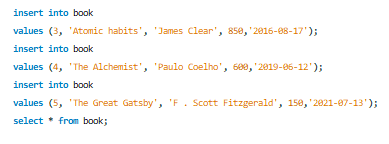 insert into book
values (3, 'Atomic habits', 'James Clear', 850,'2016-08-17');
insert into book
values (4, 'The Alchemist', 'Paulo Coelho', 600,'2019-06-12');
insert into book
values (5, 'The Great Gatsby', 'F . Scott Fitzgerald', 150,'2021-07-13');
select * from book;